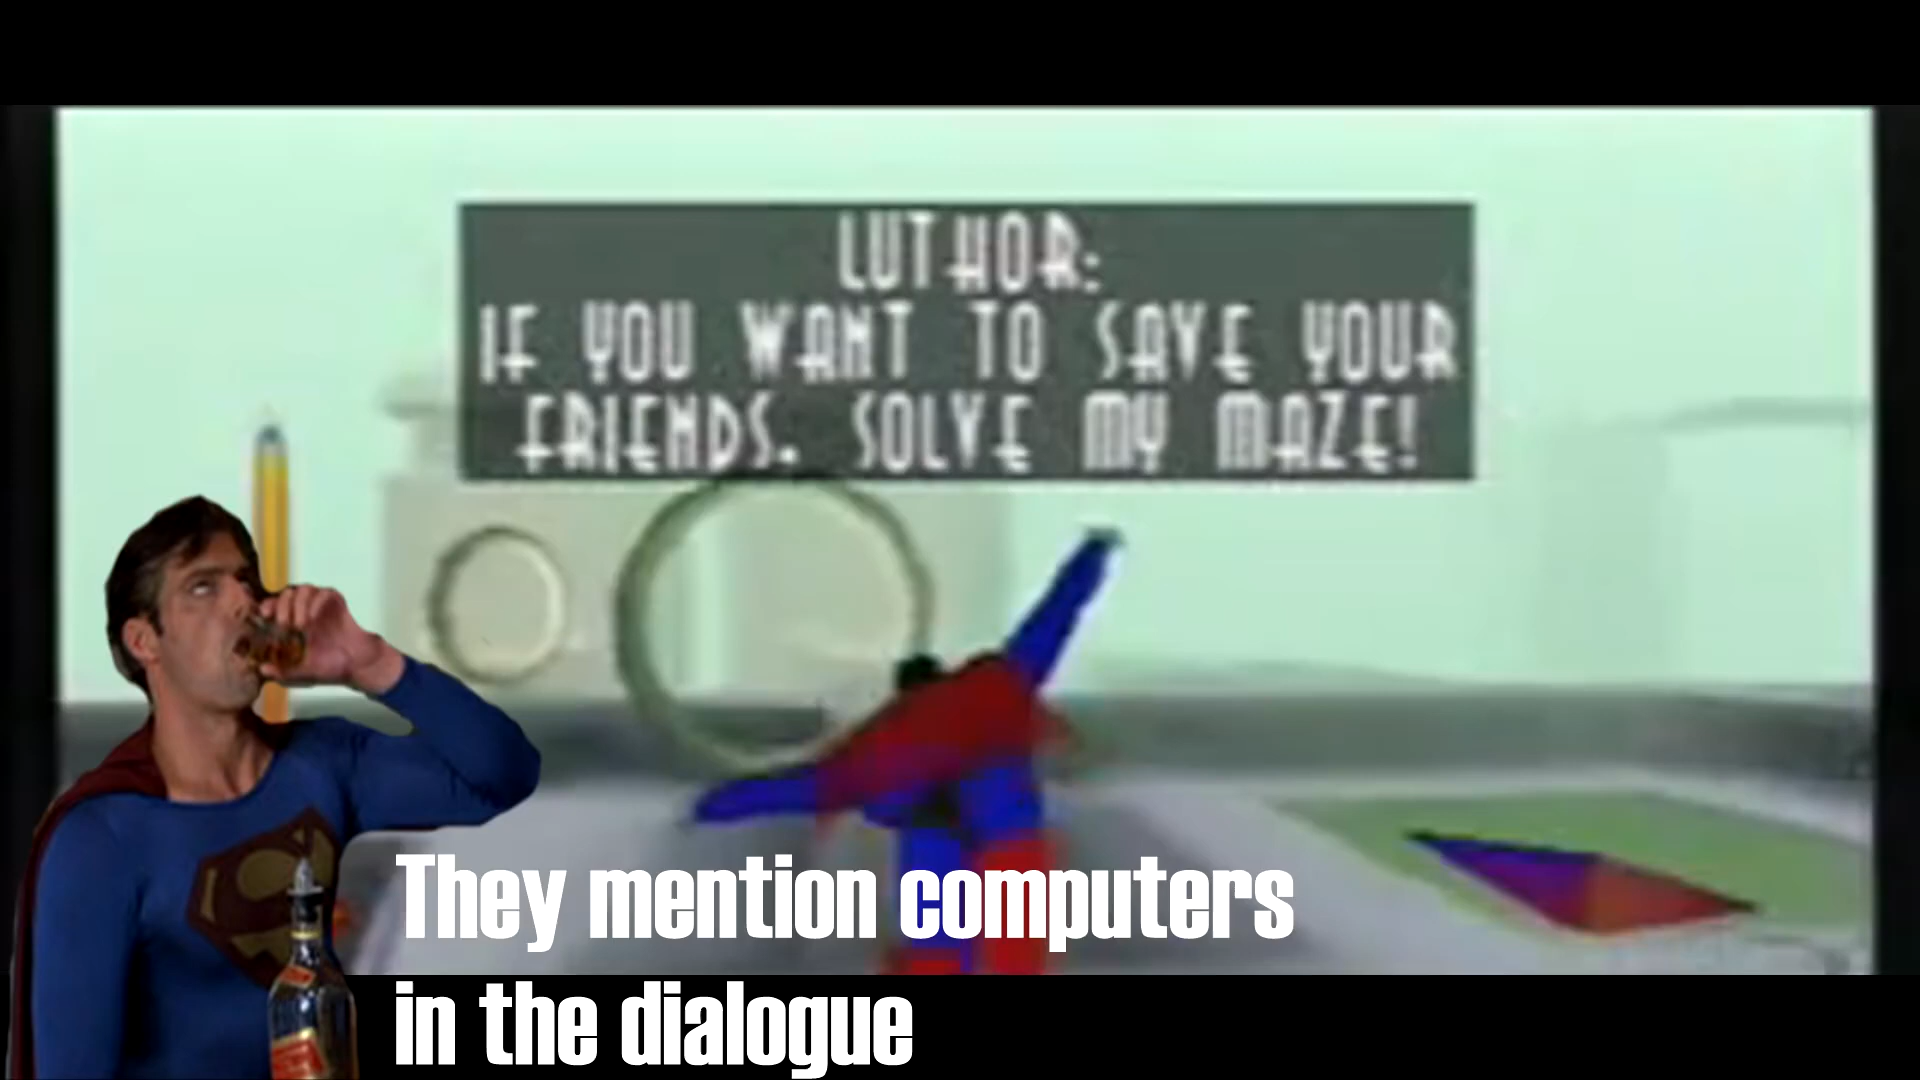 LUTHOR:
IF YOU WANT TO SAVE YOUR
FRIENDS, SOLVE MY MAZE!
They mention computers
in the dialogue